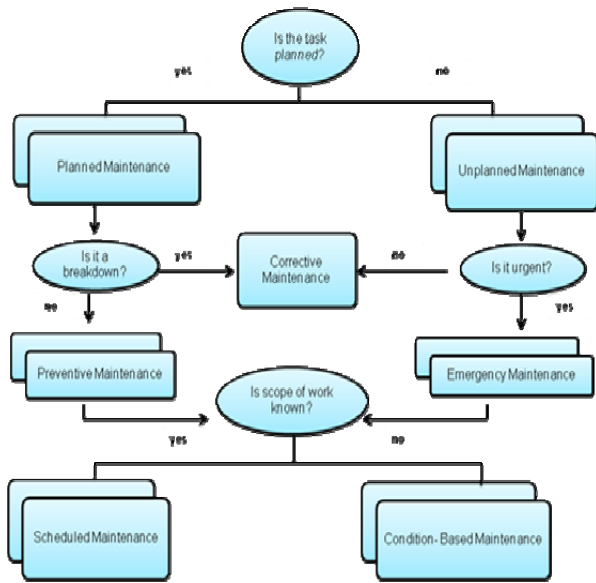 Is the task
planned?
yes
no
Planned Maintenance
Unplanned Maintenance
Is it a
breakdown?
yes
Corrective
Maintenance
no
Is it urgent?
no
yes
Preventive Maintenance
Emergency Maintenance
Is scope of work
known?
yes
no
Scheduled Maintenance
Condition- Based Maintenance